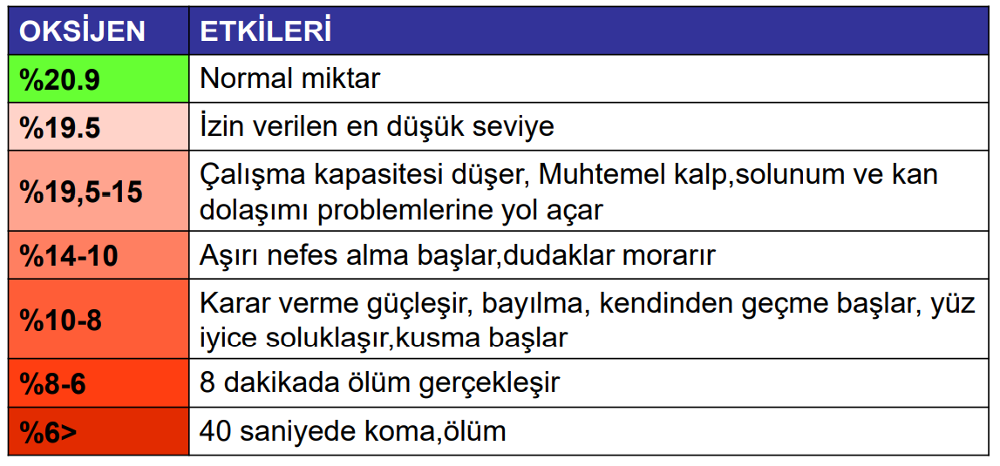 OKSİJEN ETKİLERİ
%20.9 Normal miktar
%19.5 İzin verilen en düşük seviye
%19,5-15 Çalışma kapasitesi düşer, Muhtemel kalp,solunum ve kan
dolaşımı problemlerine yol açar
%14-10 Aşırı nefes alma başlar,dudaklar morarır
%10-8 Karar verme güçleşir, bayılma, kendinden geçme başlar, yüz
iyice soluklaşır,kusma başlar
%8-6 8 dakikada ölüm gerçekleşir
%6> 40 saniyede koma,ölüm